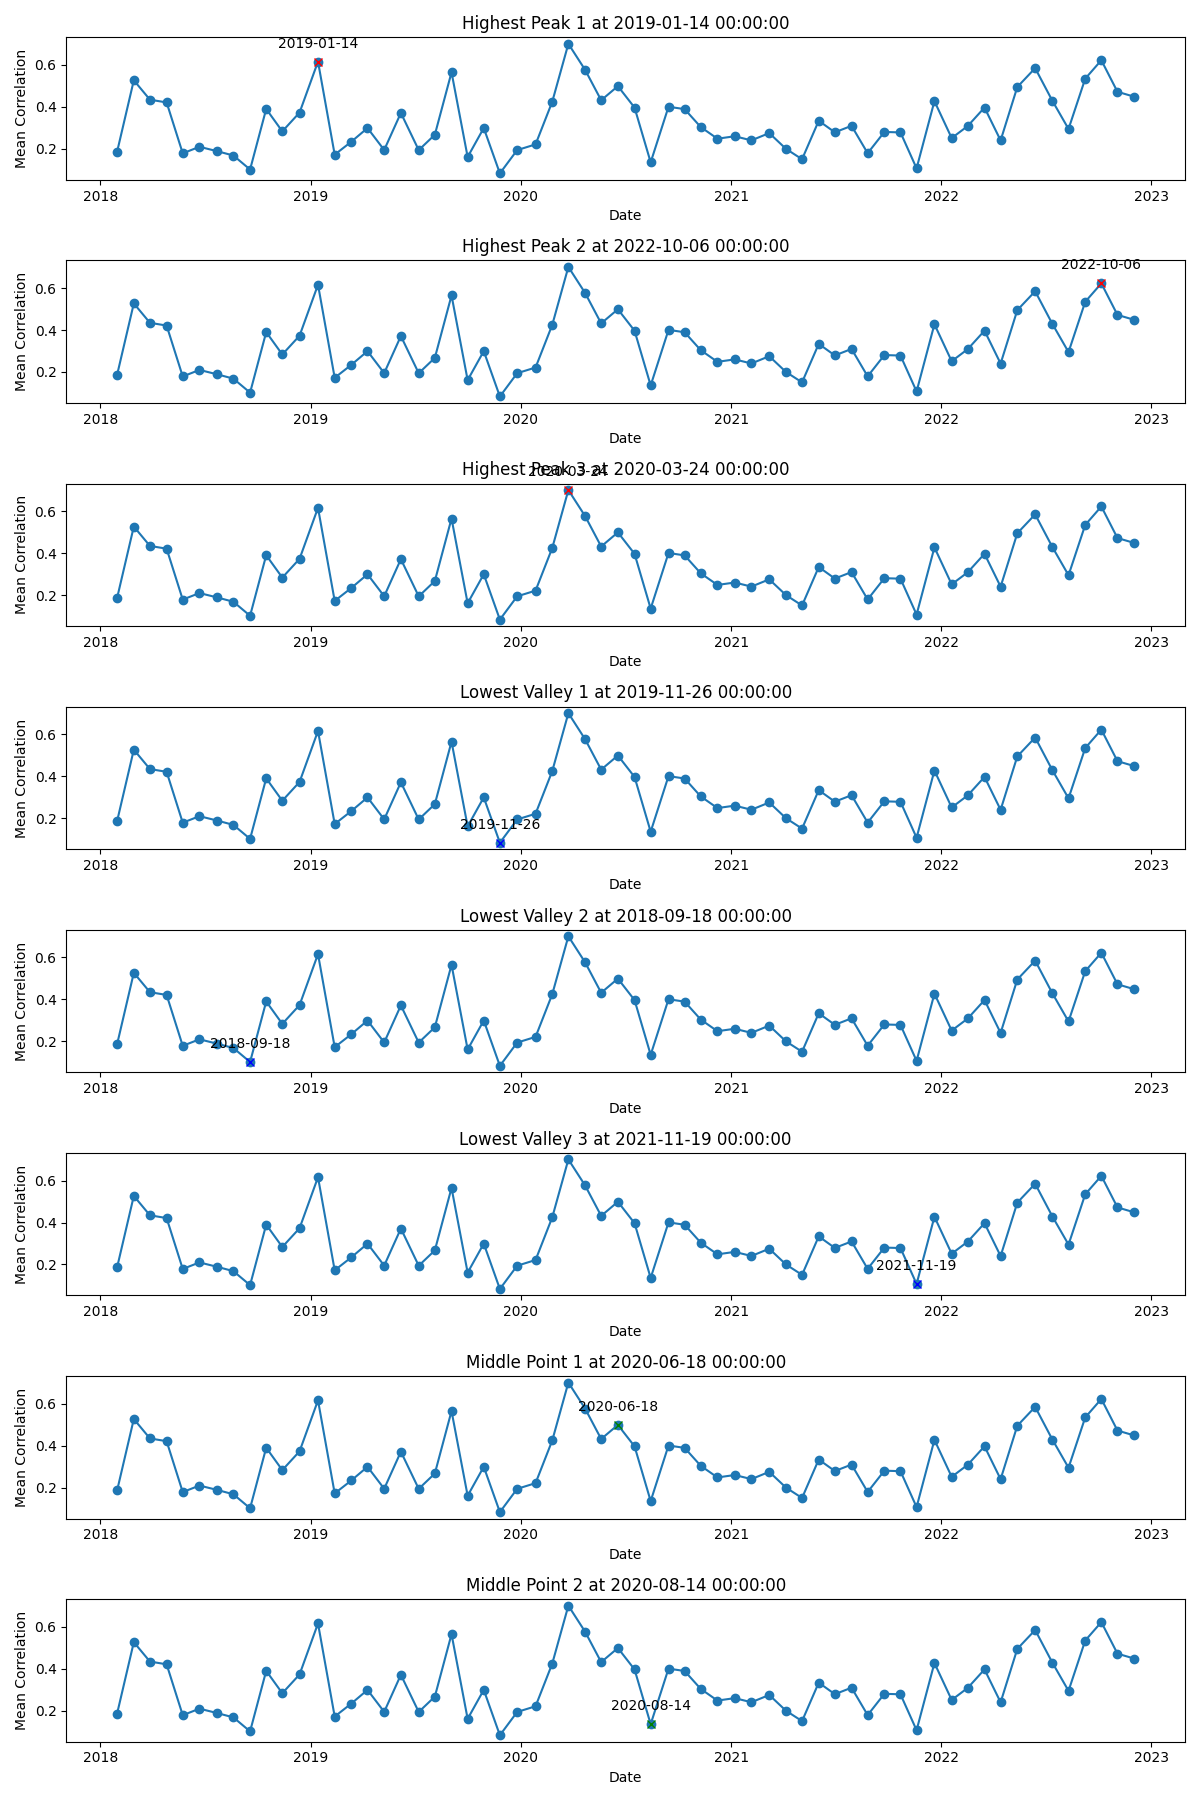 Highest Peak 1 at 2019-01-14 00:00:00
2019-01-14
Mean Correlation
0.6
0.4
0.2
2018 2019 2020 2021 2022 2023
Date
Highest Peak 2 at 2022-10-06 00:00:00
2022-10-06
Mean Correlation
0.6
0.4
0.2
2018 2019 2020 2021 2022 2023
Date
Highest Peak 3 at 2020-03-24 00:00:00
2020-03-24
Mean Correlation
0.6
0.4
0.2
2018 2019 2020 2021 2022 2023
Date
Lowest Valley 1 at 2019-11-26 00:00:00
Mean Correlation
0.6
0.4
0.2
2019-11-26
2018 2019 2020 2021 2022 2023
Date
Lowest Valley 2 at 2018-09-18 00:00:00
Mean Correlation
0.6
0.4
0.2
2018-09-18
2018 2019 2020 2021 2022 2023
Date
Lowest Valley 3 at 2021-11-19 00:00:00
Mean Correlation
0.6
0.4
0.2
2021-11-19
2018 2019 2020 2021 2022 2023
Date
Middle Point 1 at 2020-06-18 00:00:00
Mean Correlation
0.6
2020-06-18
0.4
0.2
2018 2019 2020 2021 2022 2023
Date
Middle Point 2 at 2020-08-14 00:00:00
Mean Correlation
0.6
0.4
2020-08-14
0.2
2018 2019 2020 2021 2022 2023
Date